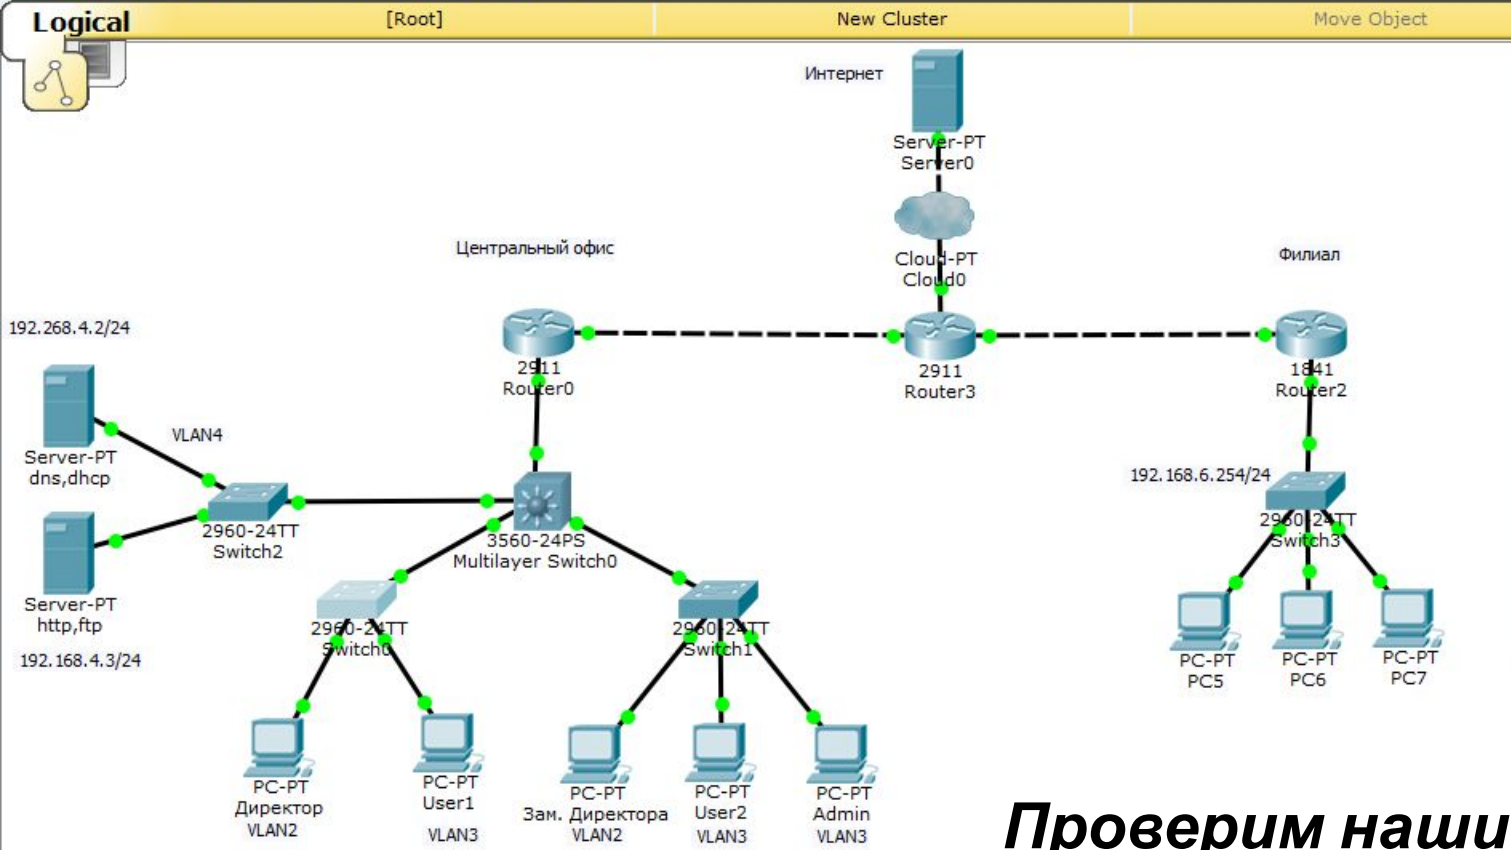 Logical
[Root]
New Cluster
Move Object
Интернет
Server-PT
Server0
Cloud-PT
Cloud0
Центральный офис
Филиал
192.268.4.2/24
2911
Router0
2911
Router3
1841
Router2
Server-PT
dns,dhcp
VLAN4
192.168.6.254/24
2960-24TT
Switch2
3560-24PS
Multilayer Switch0
2960-24TT
Switch3
Server-PT
http,ftp
192.168.4.3/24
2960-24TT
Switch0
2960-24TT
Switch1
PC-PT
PC5
PC-PT
PC6
PC-PT
PC7
PC-PT
Директор
VLAN2
PC-PT
User1
VLAN3
PC-PT
Зам. Директора
VLAN2
PC-PT
User2
VLAN3
PC-PT
Admin
VLAN3
Проверим наши